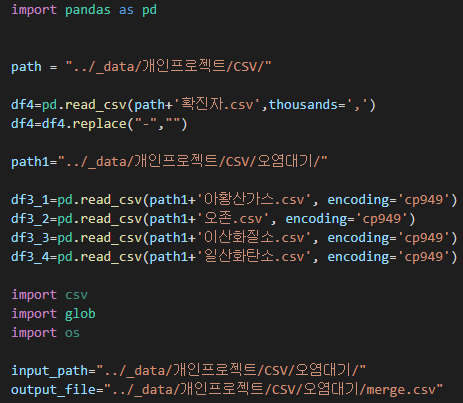 import pandas as pd
path = "../_data/개인프로젝트/CSV/"
df4=pd.read_csv(path+'확진자.csv',thousands=',')
df4=df4.replace("-","")
path1="../_data/개인프로젝트/CSV/오염대기/"
df3_1=pd.read_csv(path1+'아황산가스.csv', encoding='cp949')
df3_2=pd.read_csv(path1+'오존.csv', encoding='cp949')
df3_3=pd.read_csv(path1+'이산화질소.csv', encoding='cp949')
df3_4=pd.read_csv(path1+'일산화탄소.csv', encoding='cp949')
import csv
import glob
import os
input_path="../_data/개인프로젝트/CSV/오염대기/"
output_file="../_data/개인프로젝트/CSV/오염대기/merge.csv"